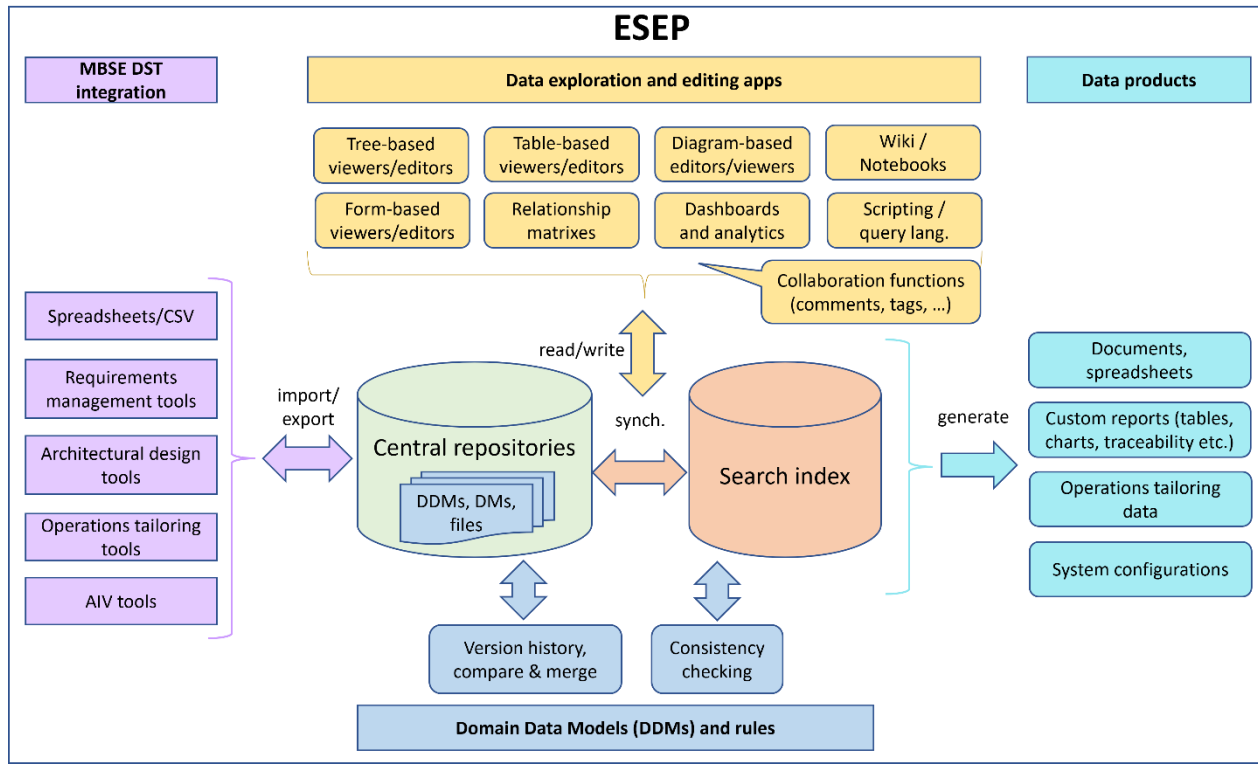 ESEP
MBSE DST
integration
Data exploration and editing apps
Data products
Tree-based
viewers/editors
Table-based
viewers/editors
Diagram-based
editors/viewers
Wiki /
Notebooks
Form-based
viewers/editors
Relationship
matrixes
Dashboards
and analytics
Scripting /
query lang.
Collaboration functions
(comments, tags, ...)
Spreadsheets/CSV
Requirements
management tools
Architectural design
tools
Operations tailoring
tools
AIV tools
import/
export
read/write
synch.
Central repositories
DDMs, DMs,
files
Search index
generate
Documents,
spreadsheets
Custom reports (tables,
charts, traceability etc.)
Operations tailoring
data
System configurations
Version history,
compare & merge
Consistency
checking
Domain Data Models (DDMs) and rules